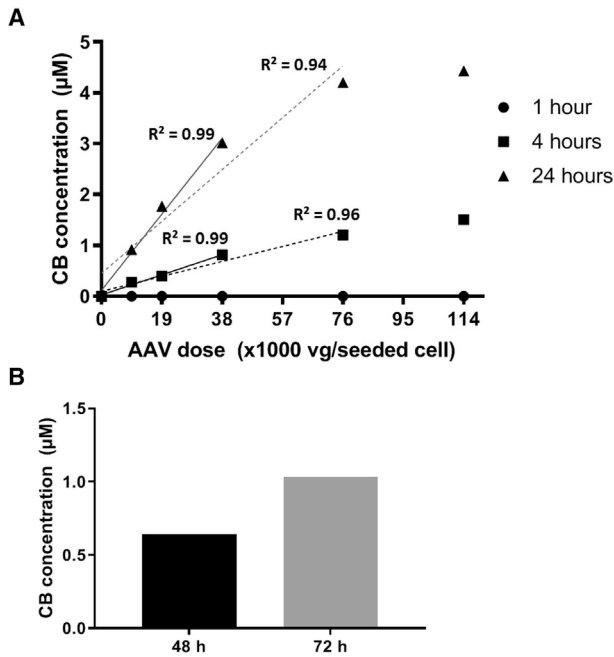 A
CB concentration (µM)
5
4
3
2
1
0
R² = 0.94
R² = 0.99
R² = 0.96
R² = 0.99
1 hour
4 hours
24 hours
0 19 38 57 76 95 114
AAV dose (x1000 vg/seeded cell)
B
CB concentration (µM)
1.5
1.0
0.5
0.0
48 h 72 h